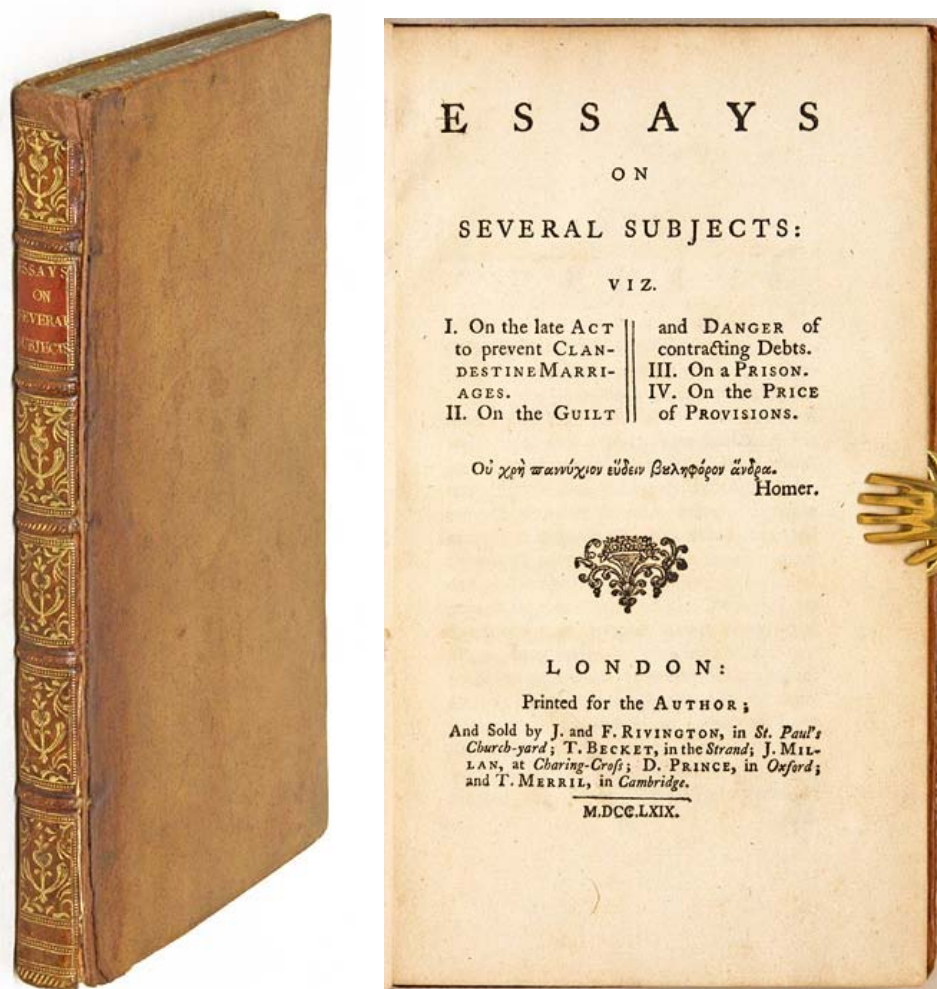 ESSAYS
ON
SEVERAL
SUBJECTS
E S S A Y S
ON
SEVERAL SUBJECTS:
VIZ.
I. On the late ACT
to prevent CLAN-
DESTINE MARRI-
AGES.
II. On the GUILT
and DANGER of
contracting Debts.
III. On a PRISON.
IV. On the PRICE
of PROVISIONS.
Οὐ χρὴ παννύχιον εὕδειν βȣληφόρον ἄνδρα.
Homer.
LONDON:
Printed for the AUTHOR;
And Sold by J. and F. RIVINGTON, in St. Paul's
Church-yard; T. BECKET, in the Strand; J. MIL-
LAN, at Charing-Croſs; D. PRINCE, in Oxford;
and T. MERRIL, in Cambridge.
M.DCC.LXIX.